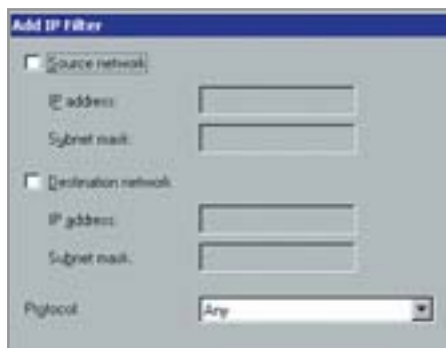 Add IP Filter
Source network
IP address:
Subnet mask:
Destination network
IP address:
Subnet mask:
Protocol: Any